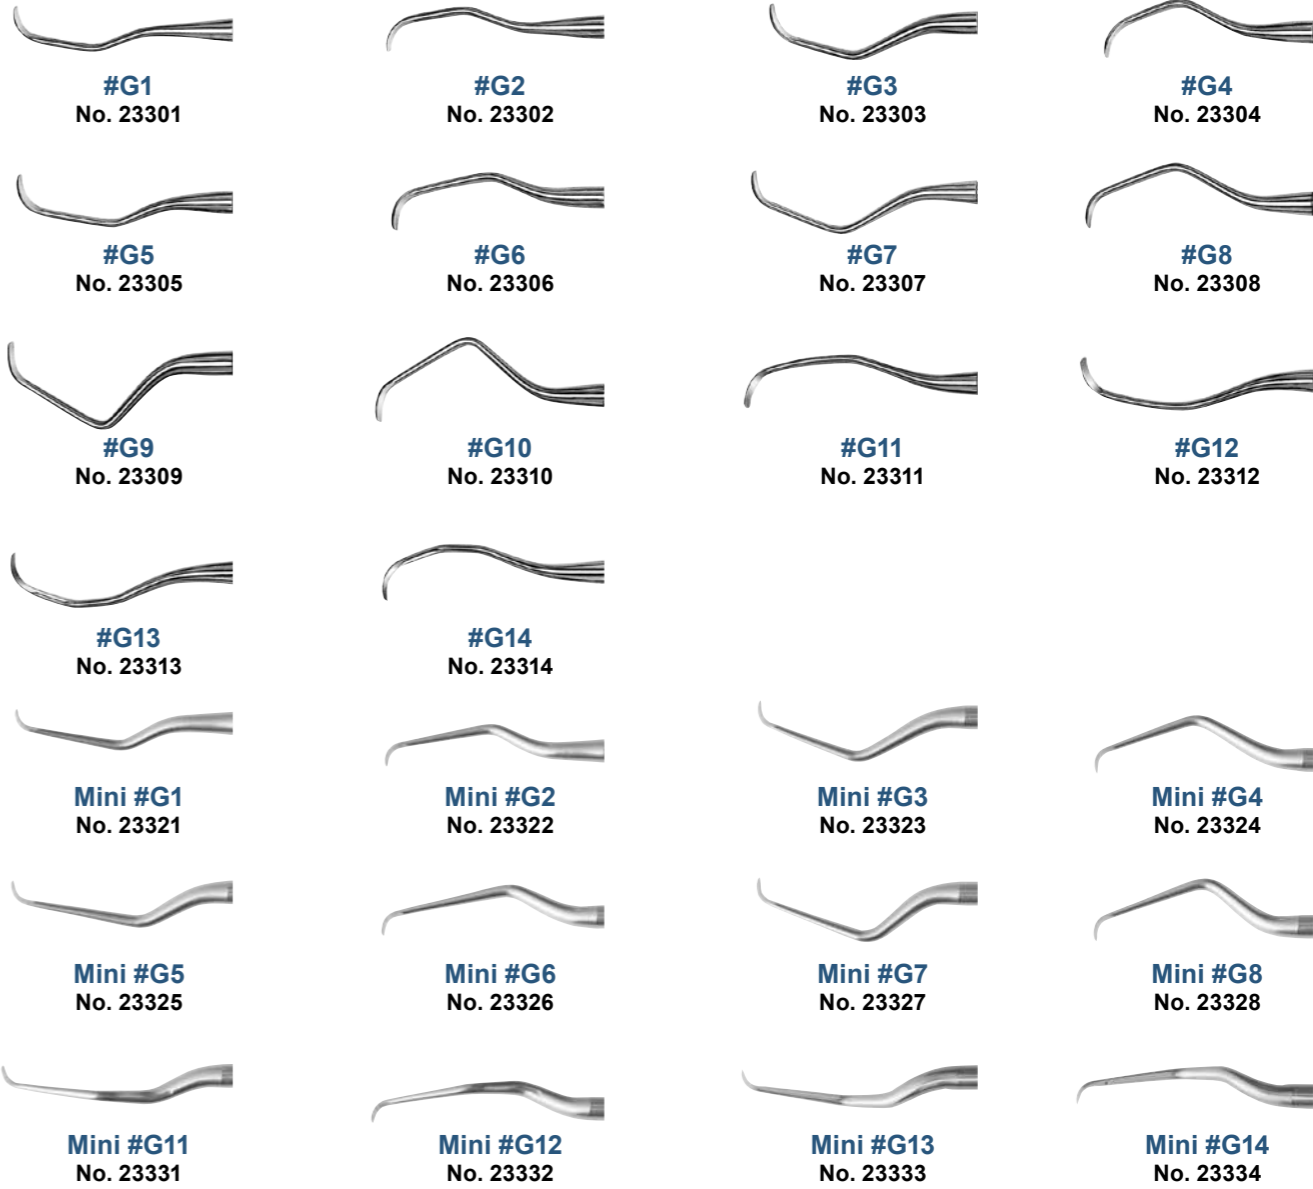 #G1
No. 23301
#G2
No. 23302
#G3
No. 23303
#G4
No. 23304
#G5
No. 23305
#G6
No. 23306
#G7
No. 23307
#G8
No. 23308
#G9
No. 23309
#G10
No. 23310
#G11
No. 23311
#G12
No. 23312
#G13
No. 23313
#G14
No. 23314
Mini #G1
No. 23321
Mini #G2
No. 23322
Mini #G3
No. 23323
Mini #G4
No. 23324
Mini #G5
No. 23325
Mini #G6
No. 23326
Mini #G7
No. 23327
Mini #G8
No. 23328
Mini #G11
No. 23331
Mini #G12
No. 23332
Mini #G13
No. 23333
Mini #G14
No. 23334